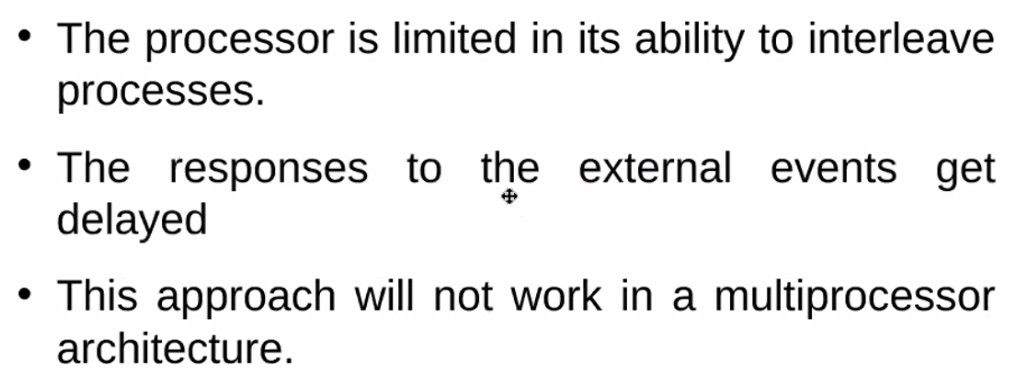 • The processor is limited in its ability to interleave
processes.
• The responses to the external events get
delayed
• This approach will not work in a multiprocessor
architecture.